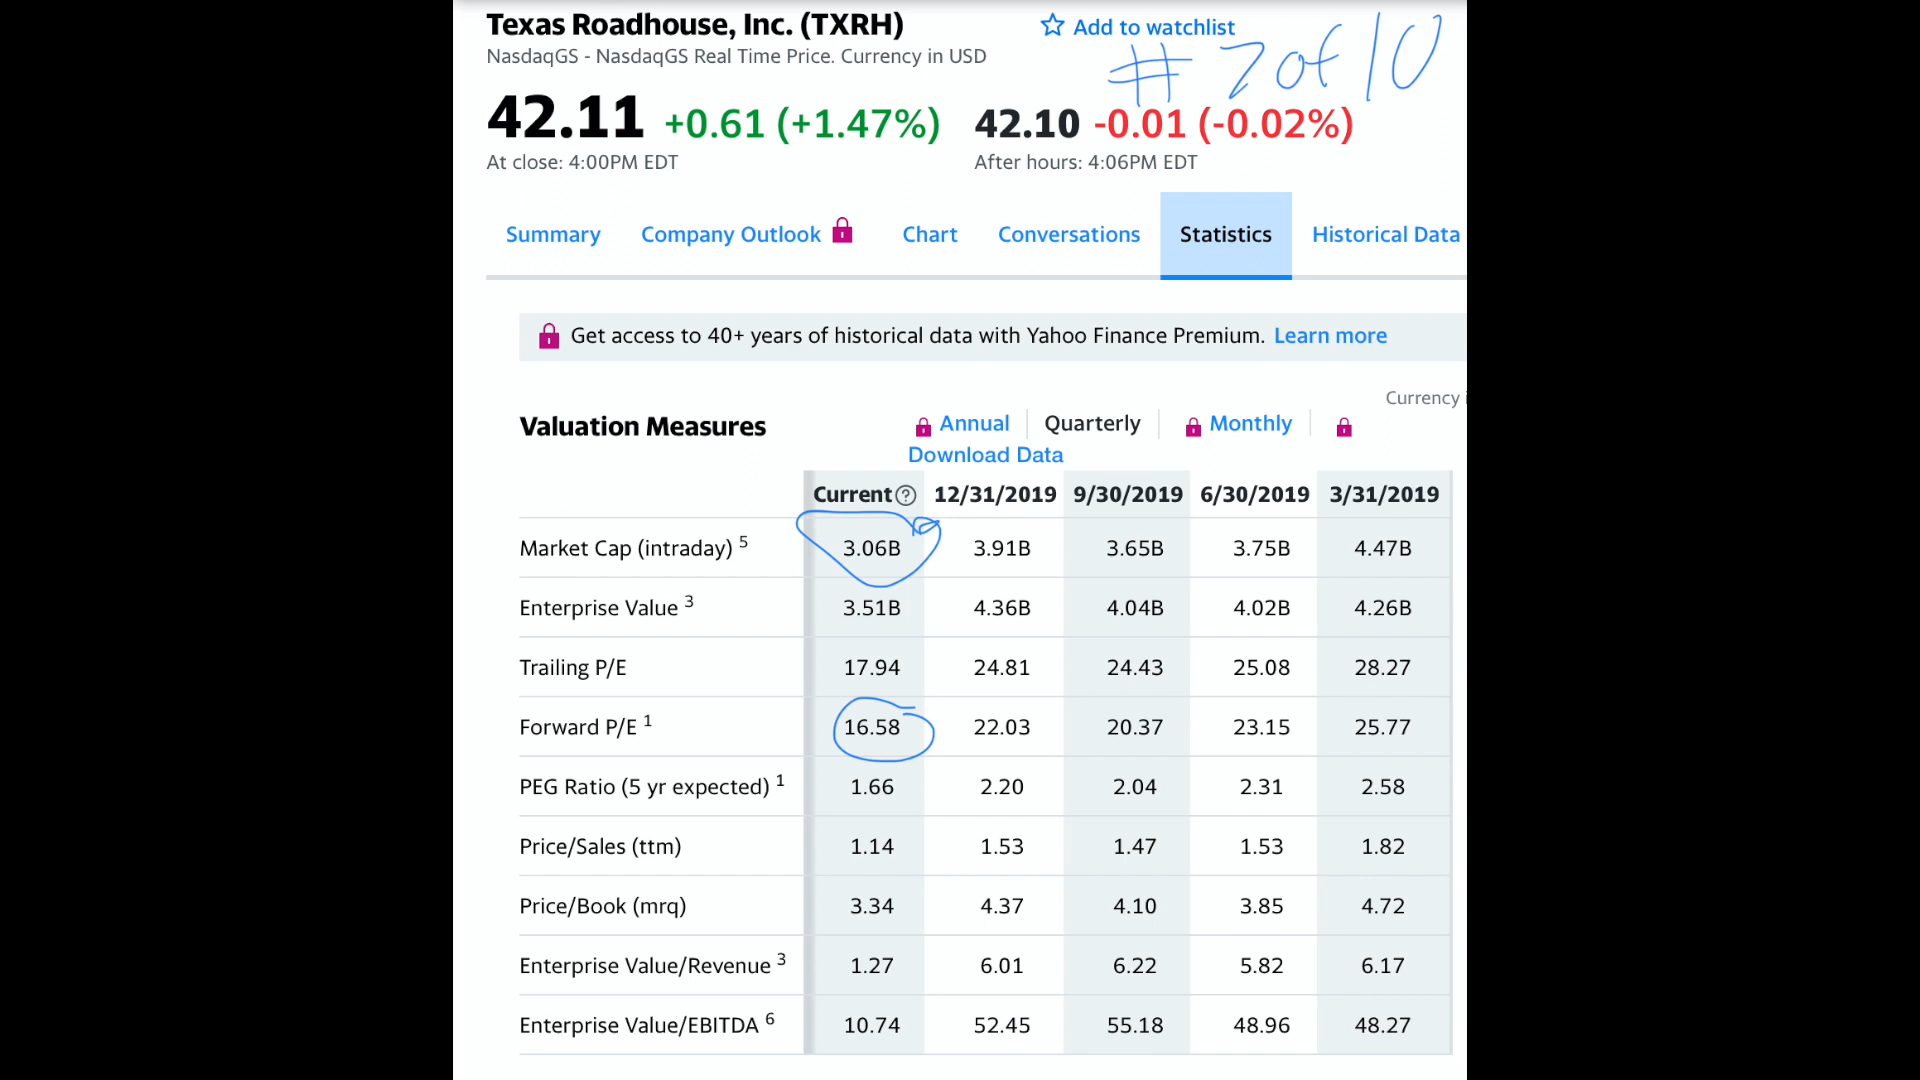 Texas Roadhouse, Inc. (TXRH)
Add to watchlist
NasdaqGS - NasdaqGS Real Time Price. Currency in USD
# 7 of 10
42.11 +0.61 (+1.47%) 42.10 -0.01 (-0.02%)
At close: 4:00PM EDT After hours: 4:06PM EDT
Summary Company Outlook Chart Conversations Statistics Historical Data
Get access to 40+ years of historical data with Yahoo Finance Premium. Learn more
Currency i
Valuation Measures Annual Quarterly Monthly
Download Data
Current ? 12/31/2019 9/30/2019 6/30/2019 3/31/2019
Market Cap (intraday) 5 3.06B 3.91B 3.65B 3.75B 4.47B
Enterprise Value 3 3.51B 4.36B 4.04B 4.02B 4.26B
Trailing P/E 17.94 24.81 24.43 25.08 28.27
Forward P/E 1 16.58 22.03 20.37 23.15 25.77
PEG Ratio (5 yr expected) 1 1.66 2.20 2.04 2.31 2.58
Price/Sales (ttm) 1.14 1.53 1.47 1.53 1.82
Price/Book (mrq) 3.34 4.37 4.10 3.85 4.72
Enterprise Value/Revenue 3 1.27 6.01 6.22 5.82 6.17
Enterprise Value/EBITDA 6 10.74 52.45 55.18 48.96 48.27